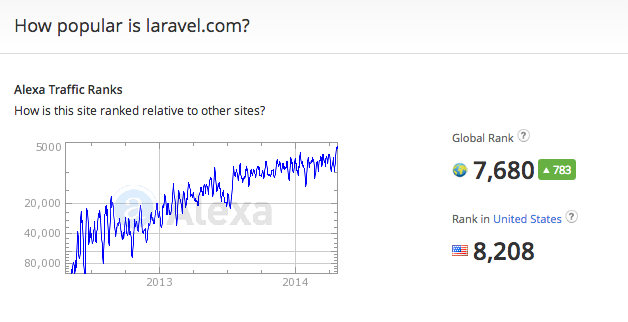 How popular is laravel.com?
Alexa Traffic Ranks
How is this site ranked relative to other sites?
5000
20,000
40,000
80,000
Alexa
2013
2014
Global Rank ?
7,680 ▲ 783
Rank in United States ?
8,208